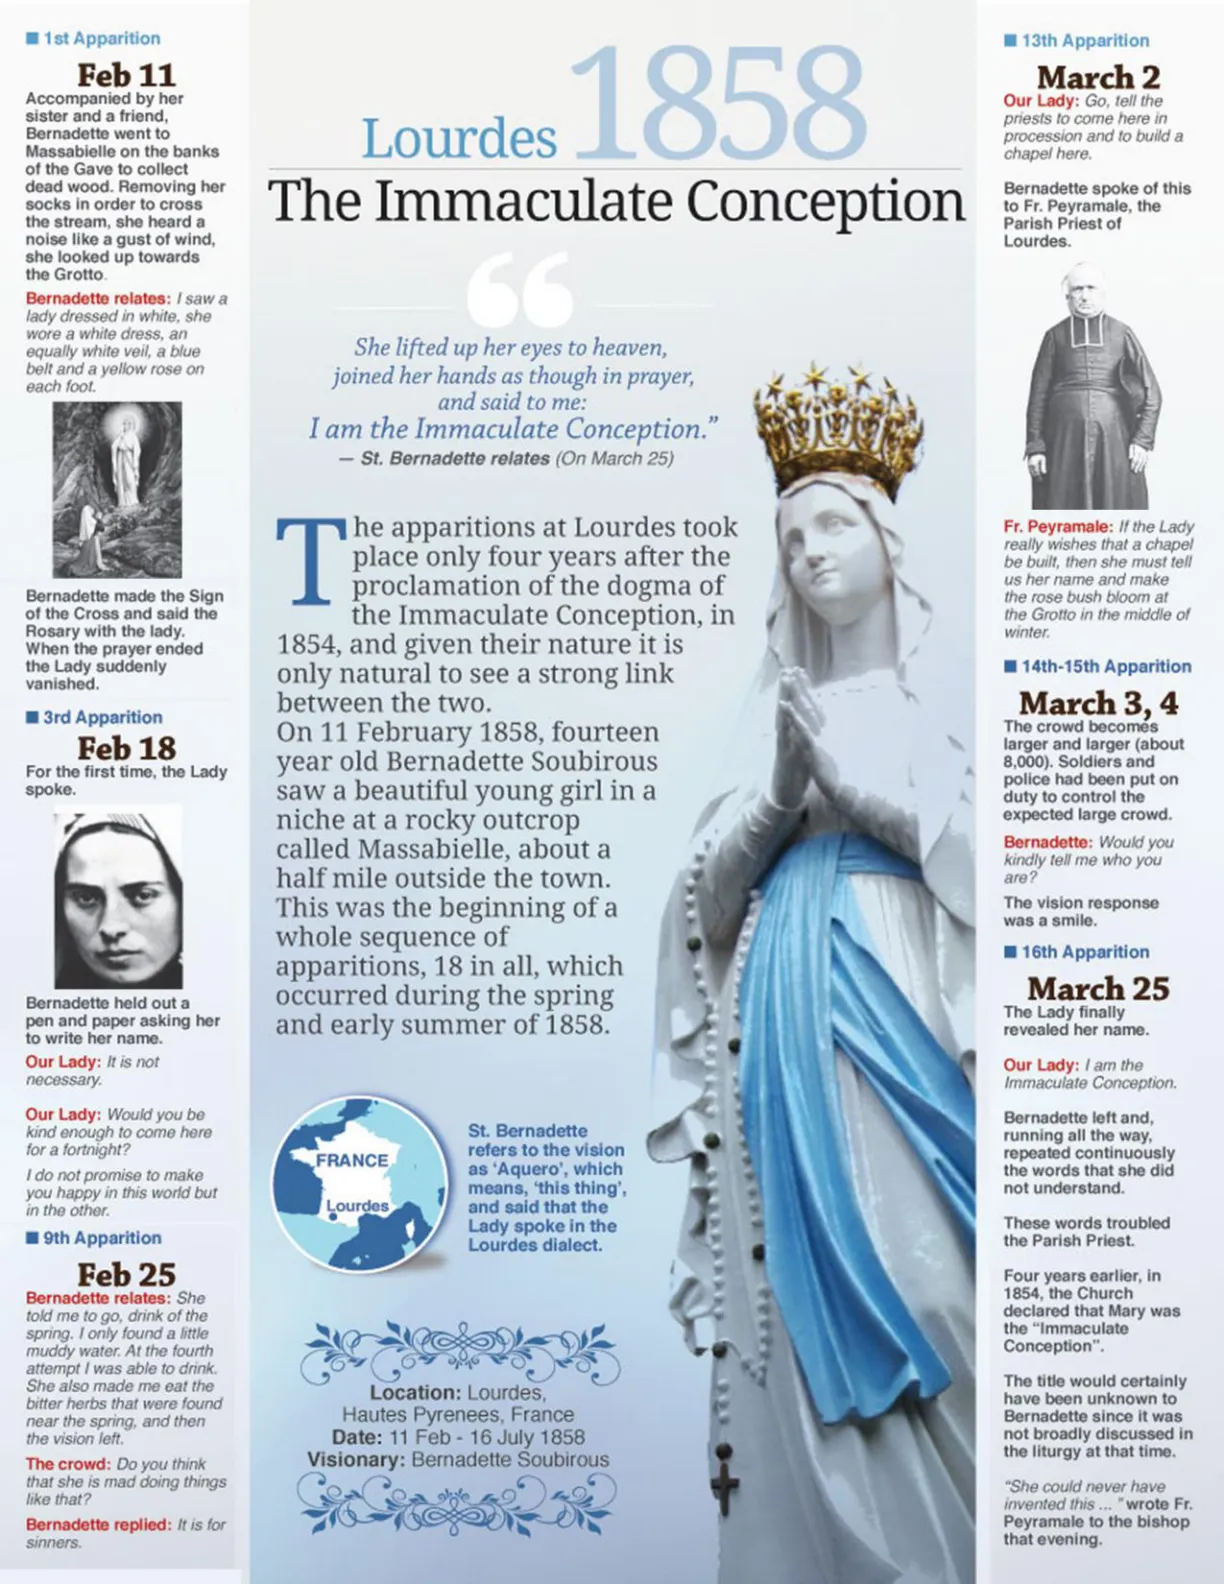 ■ 1st Apparition
Feb 11
Accompanied by her
sister and a friend,
Bernadette went to
Massabielle on the banks
of the Gave to collect
dead wood. Removing her
socks in order to cross
the stream, she heard a
noise like a gust of wind,
she looked up towards
the Grotto.
Bernadette relates: I saw a
lady dressed in white, she
wore a white dress, an
equally white veil, a blue
belt and a yellow rose on
each foot.
Bernadette made the Sign
of the Cross and said the
Rosary with the lady.
When the prayer ended
the Lady suddenly
vanished.
■ 3rd Apparition
Feb 18
For the first time, the Lady
spoke.
Bernadette held out a
pen and paper asking her
to write her name.
Our Lady: It is not
necessary.
Our Lady: Would you be
kind enough to come here
for a fortnight?
I do not promise to make
you happy in this world but
in the other.
■ 9th Apparition
Feb 25
Bernadette relates: She
told me to go, drink of the
spring. I only found a little
muddy water. At the fourth
attempt I was able to drink.
She also made me eat the
bitter herbs that were found
near the spring, and then
the vision left.
The crowd: Do you think
that she is mad doing things
like that?
Bernadette replied: It is for
sinners.
Lourdes 1858
The Immaculate Conception
“
She lifted up her eyes to heaven,
joined her hands as though in prayer,
and said to me:
I am the Immaculate Conception.”
— St. Bernadette relates (On March 25)
The apparitions at Lourdes took
place only four years after the
proclamation of the dogma of
the Immaculate Conception, in
1854, and given their nature it is
only natural to see a strong link
between the two.
On 11 February 1858, fourteen
year old Bernadette Soubirous
saw a beautiful young girl in a
niche at a rocky outcrop
called Massabielle, about a
half mile outside the town.
This was the beginning of a
whole sequence of
apparitions, 18 in all, which
occurred during the spring
and early summer of 1858.
FRANCE
Lourdes
St. Bernadette
refers to the vision
as ‘Aquero’, which
means, ‘this thing’,
and said that the
Lady spoke in the
Lourdes dialect.
Location: Lourdes,
Hautes Pyrenees, France
Date: 11 Feb - 16 July 1858
Visionary: Bernadette Soubirous
■ 13th Apparition
March 2
Our Lady: Go, tell the
priests to come here in
procession and to build a
chapel here.
Bernadette spoke of this
to Fr. Peyramale, the
Parish Priest of
Lourdes.
Fr. Peyramale: If the Lady
really wishes that a chapel
be built, then she must tell
us her name and make
the rose bush bloom at
the Grotto in the middle of
winter.
■ 14th-15th Apparition
March 3, 4
The crowd becomes
larger and larger (about
8,000). Soldiers and
police had been put on
duty to control the
expected large crowd.
Bernadette: Would you
kindly tell me who you
are?
The vision response
was a smile.
■ 16th Apparition
March 25
The Lady finally
revealed her name.
Our Lady: I am the
Immaculate Conception.
Bernadette left and,
running all the way,
repeated continuously
the words that she did
not understand.
These words troubled
the Parish Priest.
Four years earlier, in
1854, the Church
declared that Mary was
the “Immaculate
Conception”.
The title would certainly
have been unknown to
Bernadette since it was
not broadly discussed in
the liturgy at that time.
“She could never have
invented this ... ” wrote Fr.
Peyramale to the bishop
that evening.